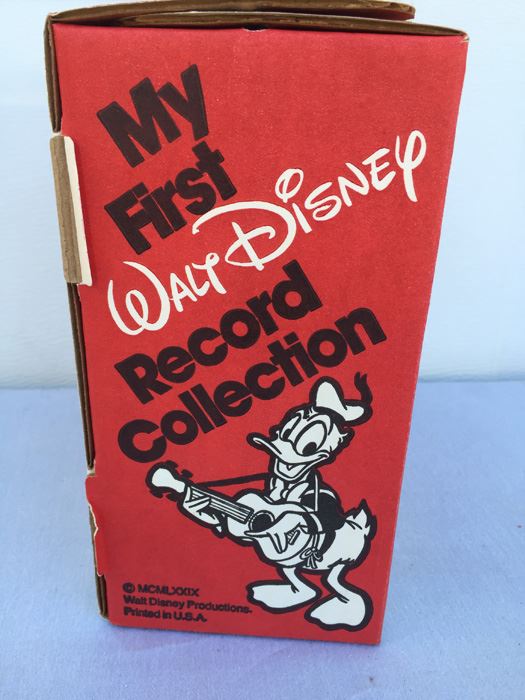 My
First
WALT DISNEY
Record
Collection
© MCMLXXIX
Walt Disney Productions.
Printed in U.S.A.